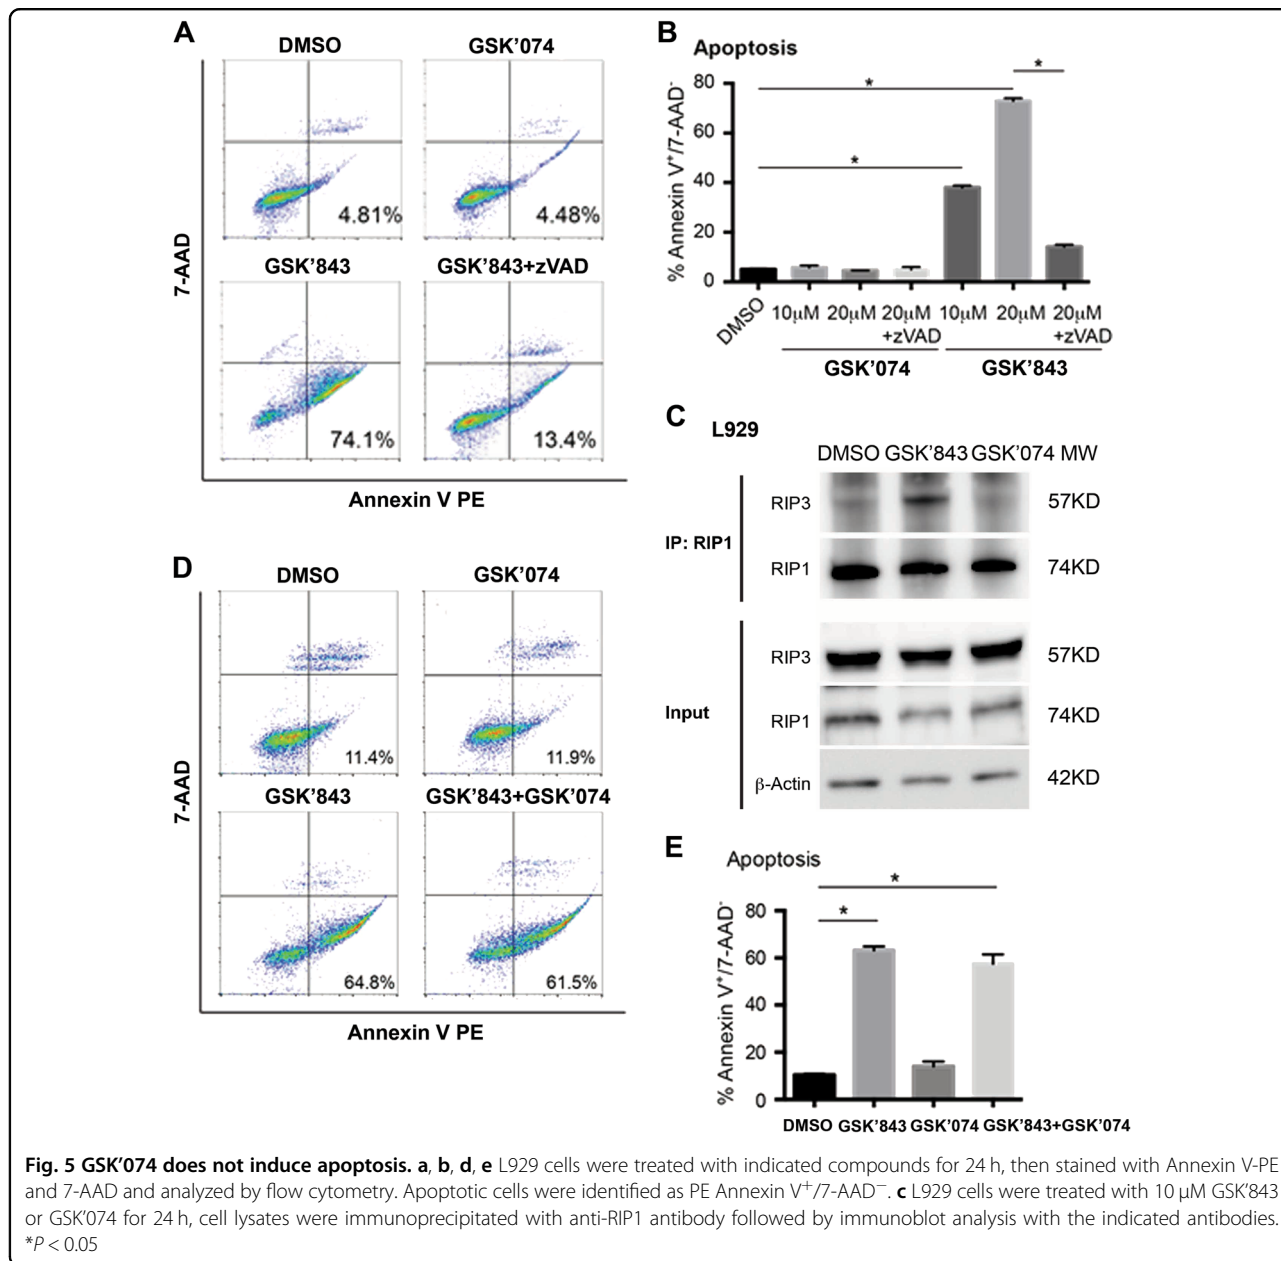 A
DMSO
GSK'074
4.81%
4.48%
GSK'843
GSK'843+zVAD
74.1%
13.4%
7-AAD
Annexin V PE
B
Apoptosis
% Annexin V⁺/7-AAD⁻
80
60
40
20
0
*
*
*
DMSO
10µM 20µM 20µM 10µM 20µM 20µM
+zVAD +zVAD
GSK'074 GSK'843
C
L929
DMSO GSK'843 GSK'074 MW
IP: RIP1
RIP3 57KD
RIP1 74KD
Input
RIP3 57KD
RIP1 74KD
β-Actin 42KD
D
DMSO
GSK'074
11.4%
11.9%
GSK'843
GSK'843+GSK'074
64.8%
61.5%
7-AAD
Annexin V PE
E
Apoptosis
% Annexin V⁺/7-AAD⁻
80
60
40
20
0
*
*
DMSO GSK'843 GSK'074 GSK'843+GSK'074
Fig. 5 GSK'074 does not induce apoptosis. a, b, d, e L929 cells were treated with indicated compounds for 24 h, then stained with Annexin V-PE
and 7-AAD and analyzed by flow cytometry. Apoptotic cells were identified as PE Annexin V⁺/7-AAD⁻. c L929 cells were treated with 10 µM GSK'843
or GSK'074 for 24 h, cell lysates were immunoprecipitated with anti-RIP1 antibody followed by immunoblot analysis with the indicated antibodies.
*P < 0.05